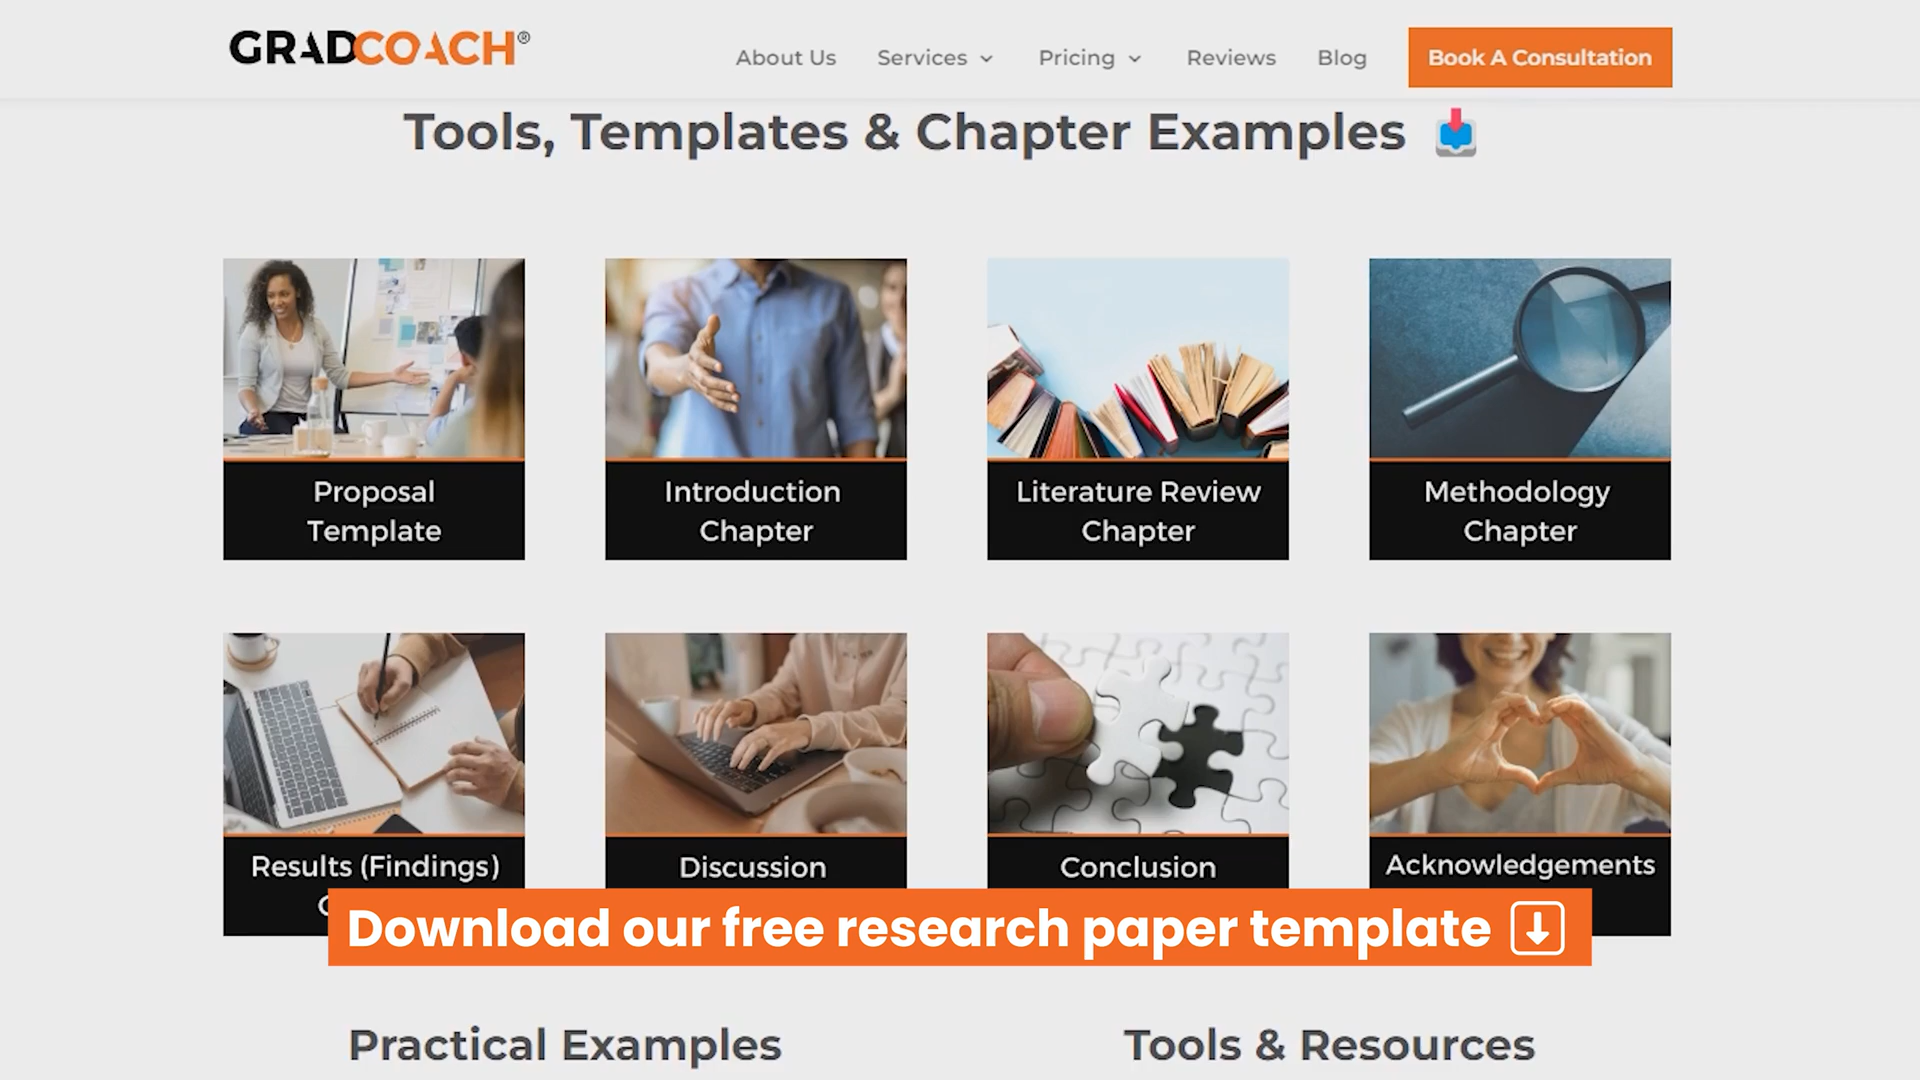 GRADCOACH®
About Us Services Pricing Reviews Blog Book A Consultation
Tools, Templates & Chapter Examples
Proposal
Template
Introduction
Chapter
Literature Review
Chapter
Methodology
Chapter
Results (Findings)
Discussion
Conclusion
Acknowledgements
Download our free research paper template
Practical Examples
Tools & Resources